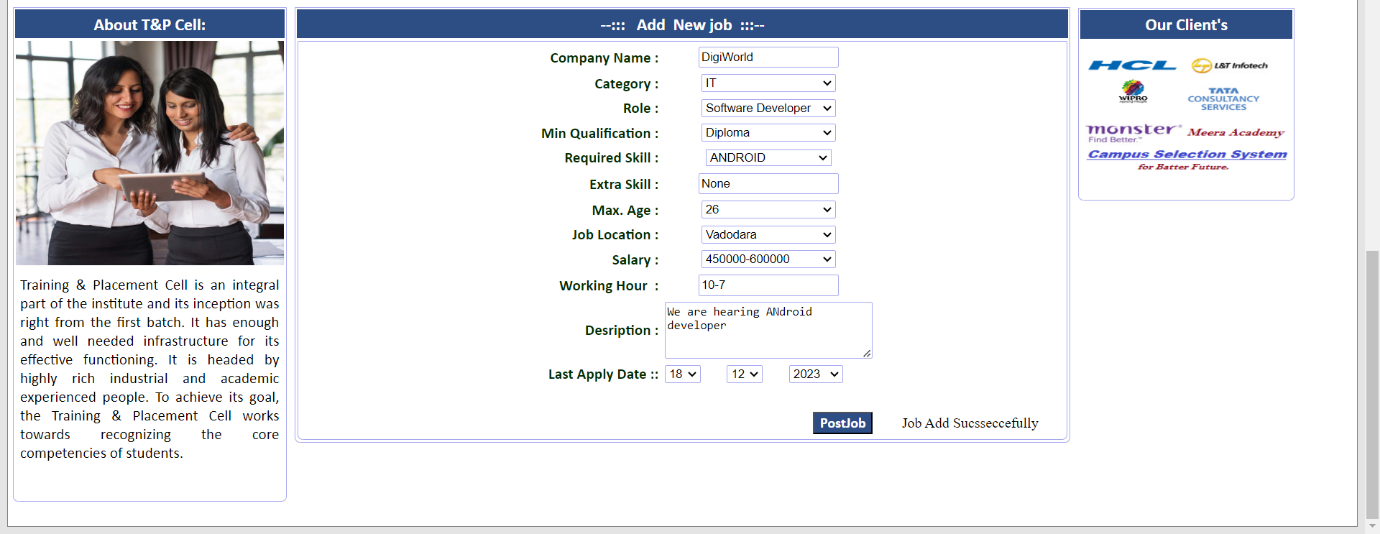 About T&P Cell:
Training & Placement Cell is an integral
part of the institute and its inception was
right from the first batch. It has enough
and well needed infrastructure for its
effective functioning. It is headed by
highly rich industrial and academic
experienced people. To achieve its goal,
the Training & Placement Cell works
towards recognizing the core
competencies of students.
--::: Add New job :::--
Company Name : DigiWorld
Category : IT
Role : Software Developer
Min Qualification : Diploma
Required Skill : ANDROID
Extra Skill : None
Max. Age : 26
Job Location : Vadodara
Salary : 450000-600000
Working Hour : 10-7
Desription : We are hearing ANdroid
developer
Last Apply Date :: 18 12 2023
PostJob Job Add Sucsseccefully
Our Client's
HCL L&T Infotech
WIPRO TATA
CONSULTANCY
SERVICES
monster Meera Academy
Find Better.™
Campus Selection System
for Batter Future.